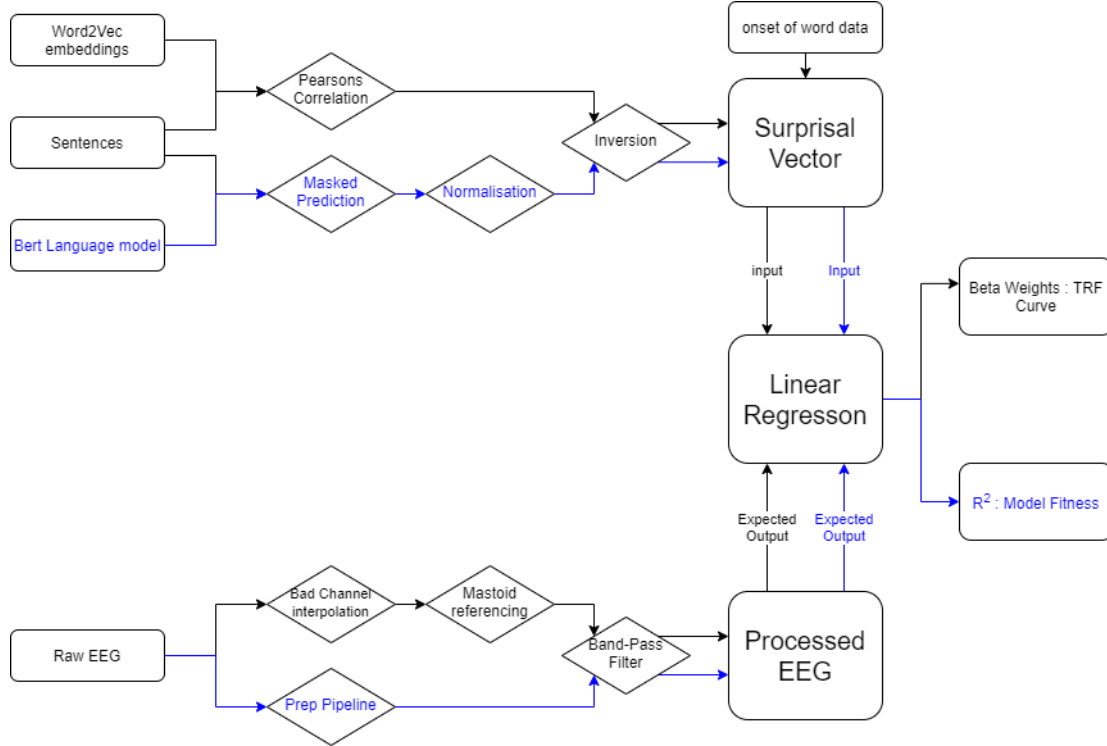 Word2Vec
embeddings
onset of word data
Pearsons
Correlation
Sentences
Inversion
Surprisal
Vector
Masked
Prediction
Normalisation
Bert Language model
input
Input
Beta Weights : TRF
Curve
Linear
Regresson
R² : Model Fitness
Expected
Output
Expected
Output
Bad Channel
interpolation
Mastoid
referencing
Raw EEG
Band-Pass
Filter
Processed
EEG
Prep Pipeline